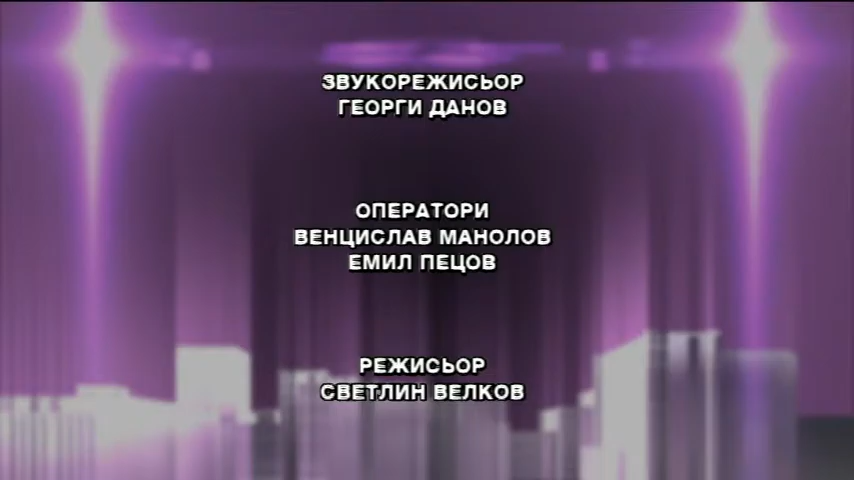 ЗВУКОРЕЖИСЬОР
ГЕОРГИ ДАНОВ
ОПЕРАТОРИ
ВЕНЦИСЛАВ МАНОЛОВ
ЕМИЛ ПЕЦОВ
РЕЖИСЬОР
СВЕТЛИН ВЕЛКОВ